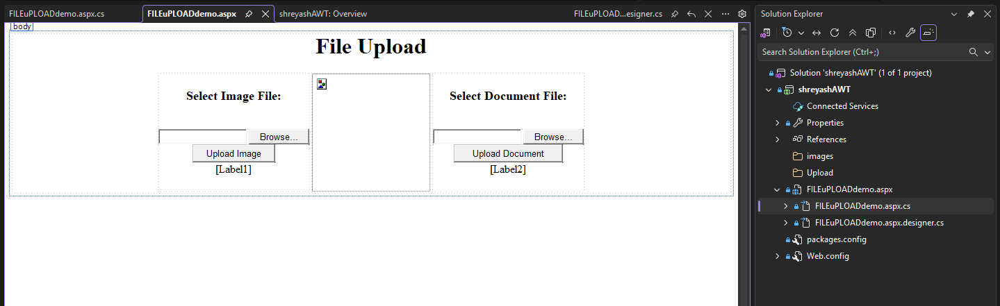 FILEuPLOADdemo.aspx.cs
FILEuPLOADdemo.aspx
shreyashAWT: Overview
FILEuPLOAD...esigner.cs
body
File Upload
Select Image File:
Browse...
Upload Image
[Label1]
Select Document File:
Browse...
Upload Document
[Label2]
Solution Explorer
Search Solution Explorer (Ctrl+;)
Solution 'shreyashAWT' (1 of 1 project)
shreyashAWT
Connected Services
Properties
References
images
Upload
FILEuPLOADdemo.aspx
FILEuPLOADdemo.aspx.cs
FILEuPLOADdemo.aspx.designer.cs
packages.config
Web.config